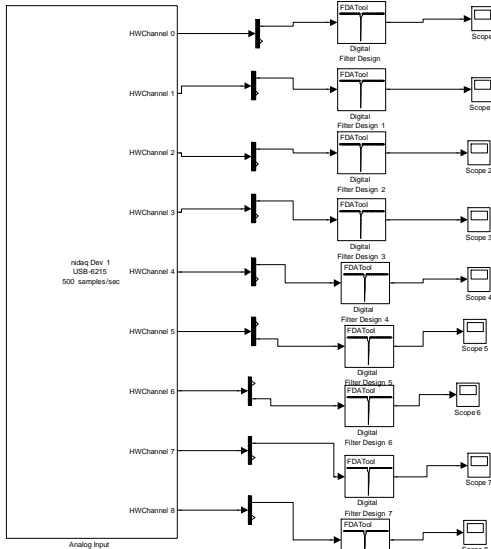 FDATool
HWChannel 0
Scope
Digital
Filter Design
FDATool
HWChannel 1
Scope
Digital
Filter Design 1
FDATool
HWChannel 2
Scope 2
Digital
Filter Design 2
FDATool
HWChannel 3
Scope 3
Digital
Filter Design 3
nidaq Dev 1
USB-6215
500 samples/sec
HWChannel 4
FDATool
Scope 4
Digital
Filter Design 4
HWChannel 5
FDATool
Scope 5
Digital
Filter Design 5
HWChannel 6
FDATool
Scope 6
Digital
Filter Design 6
HWChannel 7
FDATool
Scope 7
Digital
Filter Design 7
HWChannel 8
FDATool
Analog Input